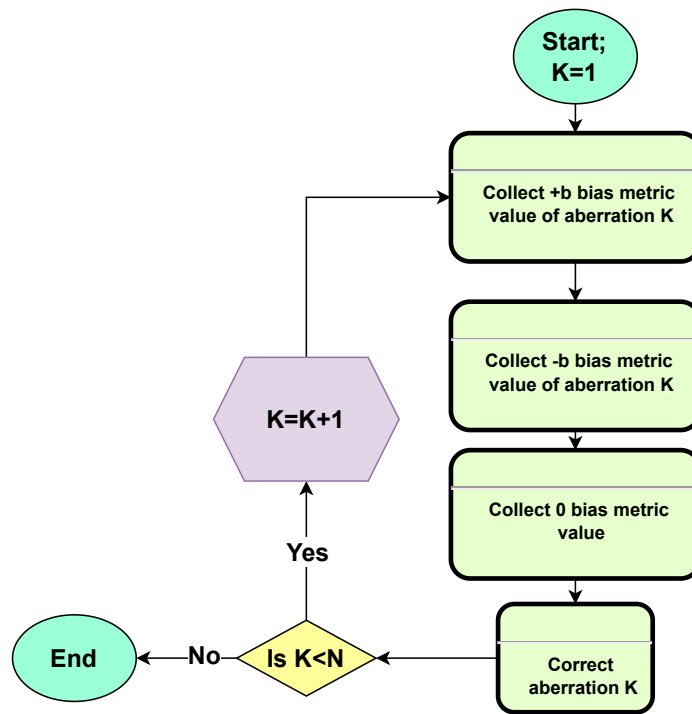 Start;
K=1
Collect +b bias metric
value of aberration K
Collect -b bias metric
value of aberration K
K=K+1
Collect 0 bias metric
value
Yes
End
No
Is K<N
Correct
aberration K